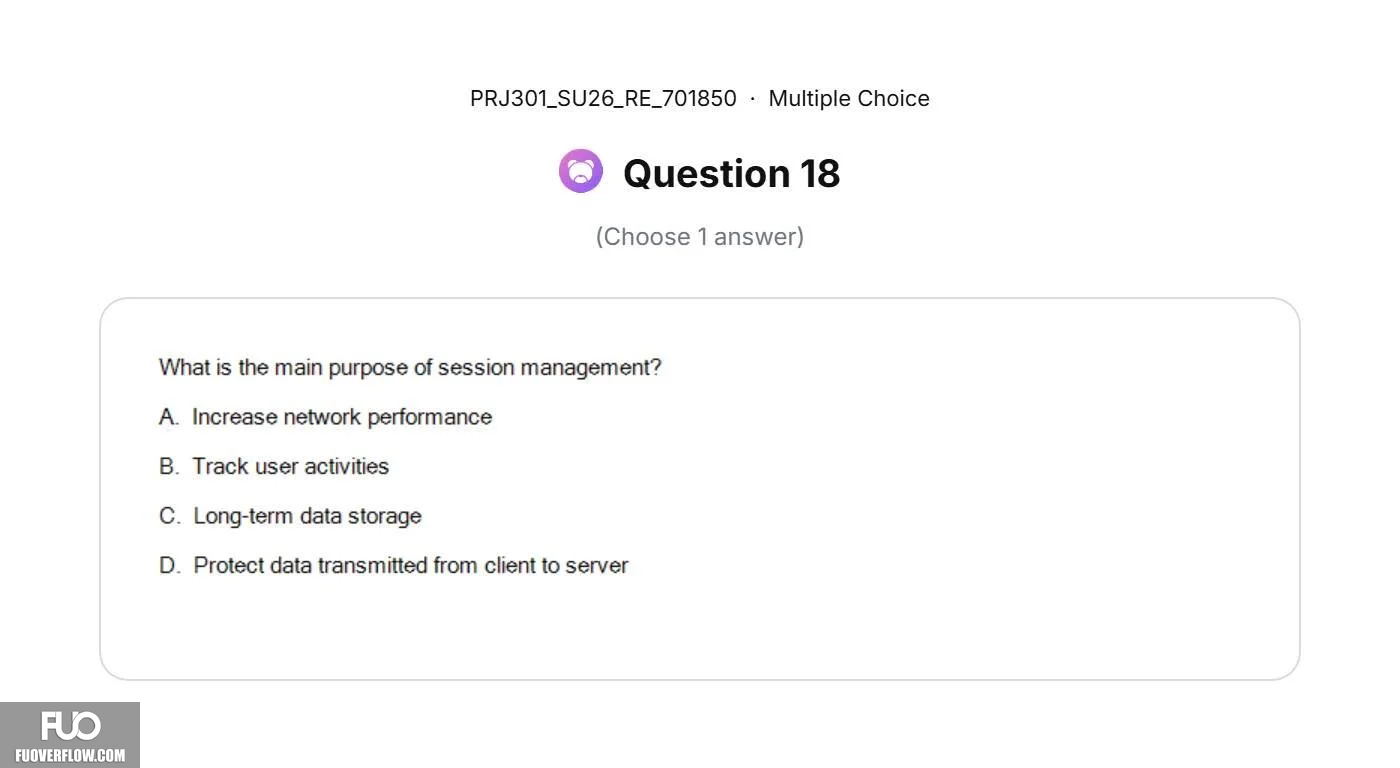 PRJ301_SU26_RE_701850 · Multiple Choice
Question 18
(Choose 1 answer)
What is the main purpose of session management?
A. Increase network performance
B. Track user activities
C. Long-term data storage
D. Protect data transmitted from client to server
FUO
FUOVERFLOW.COM